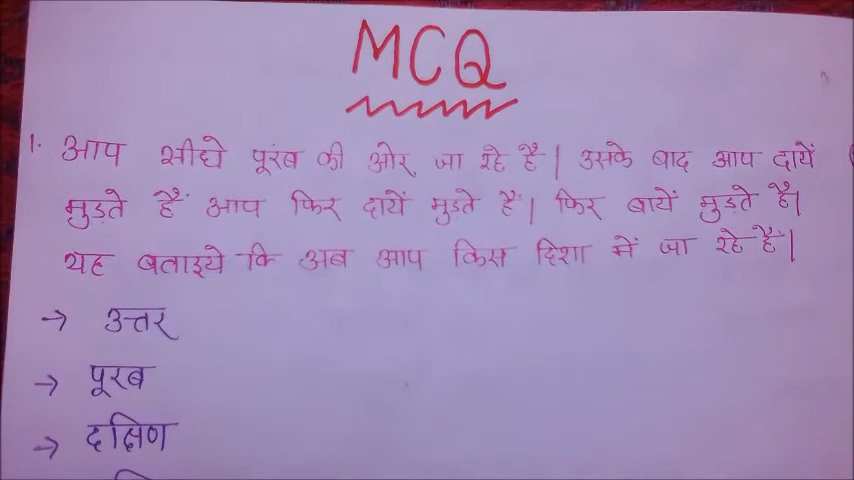 MCQ
1. आप सीधे पूरब की ओर जा रहे है | उसके बाद आप दायें
मुड़ते हैं आप फिर दायें मुड़ते हैं | फिर बायें मुड़ते है|
यह बताइये कि अब आप किस दिशा में जा रहे हैं |
→ उत्तर
→ पूरब
→ दक्षिण